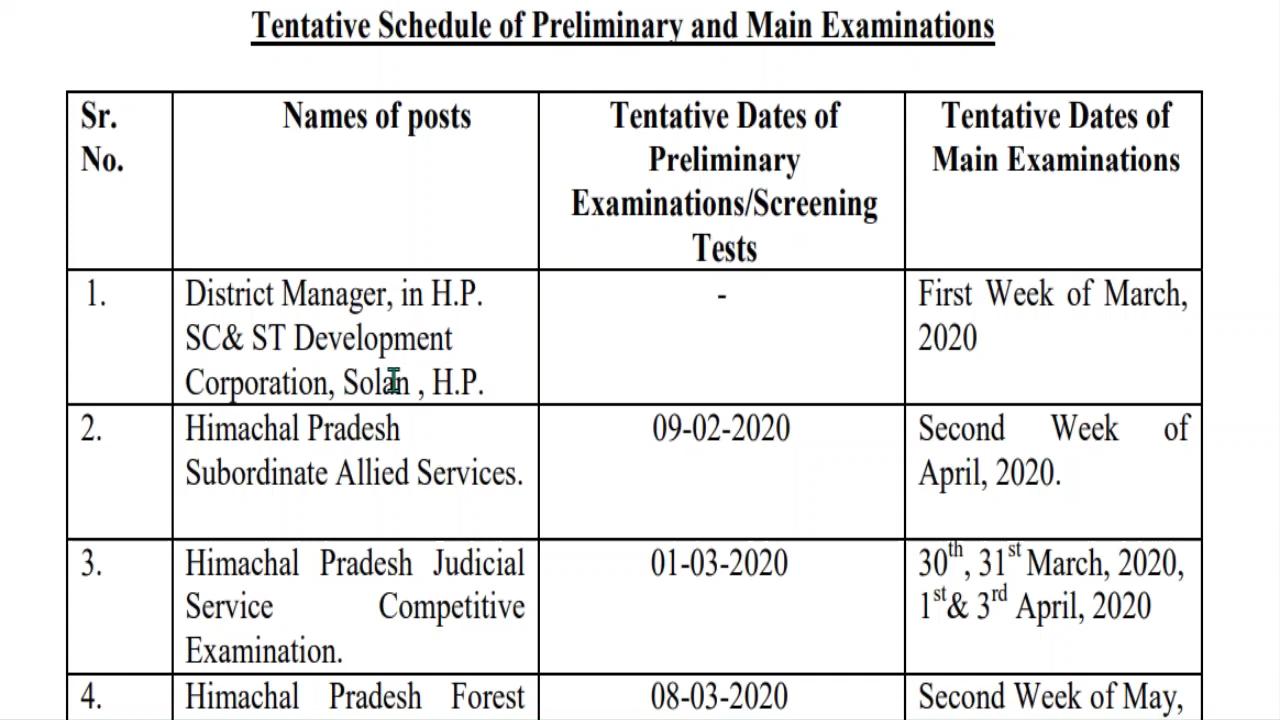 Tentative Schedule of Preliminary and Main Examinations
Sr. No.
Names of posts
Tentative Dates of Preliminary Examinations/Screening Tests
Tentative Dates of Main Examinations
1.
District Manager, in H.P.
SC& ST Development
Corporation, Solan , H.P.
-
First Week of March,
2020
2.
Himachal Pradesh
Subordinate Allied Services.
09-02-2020
Second Week of
April, 2020.
3.
Himachal Pradesh Judicial
Service Competitive
Examination.
01-03-2020
30th, 31st March, 2020,
1st& 3rd April, 2020
4.
Himachal Pradesh Forest
08-03-2020
Second Week of May,